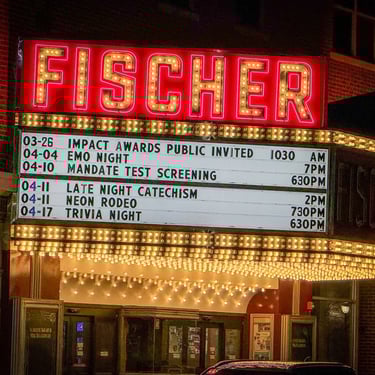 FISCHER
03-26 IMPACT AWARDS PUBLIC INVITED 1030 AM
04-04 EMO NIGHT 7PM
04-10 MANDATE TEST SCREENING 630PM
04-11 LATE NIGHT CATECHISM 2PM
04-11 NEON RODEO 730PM
04-17 TRIVIA NIGHT 630PM